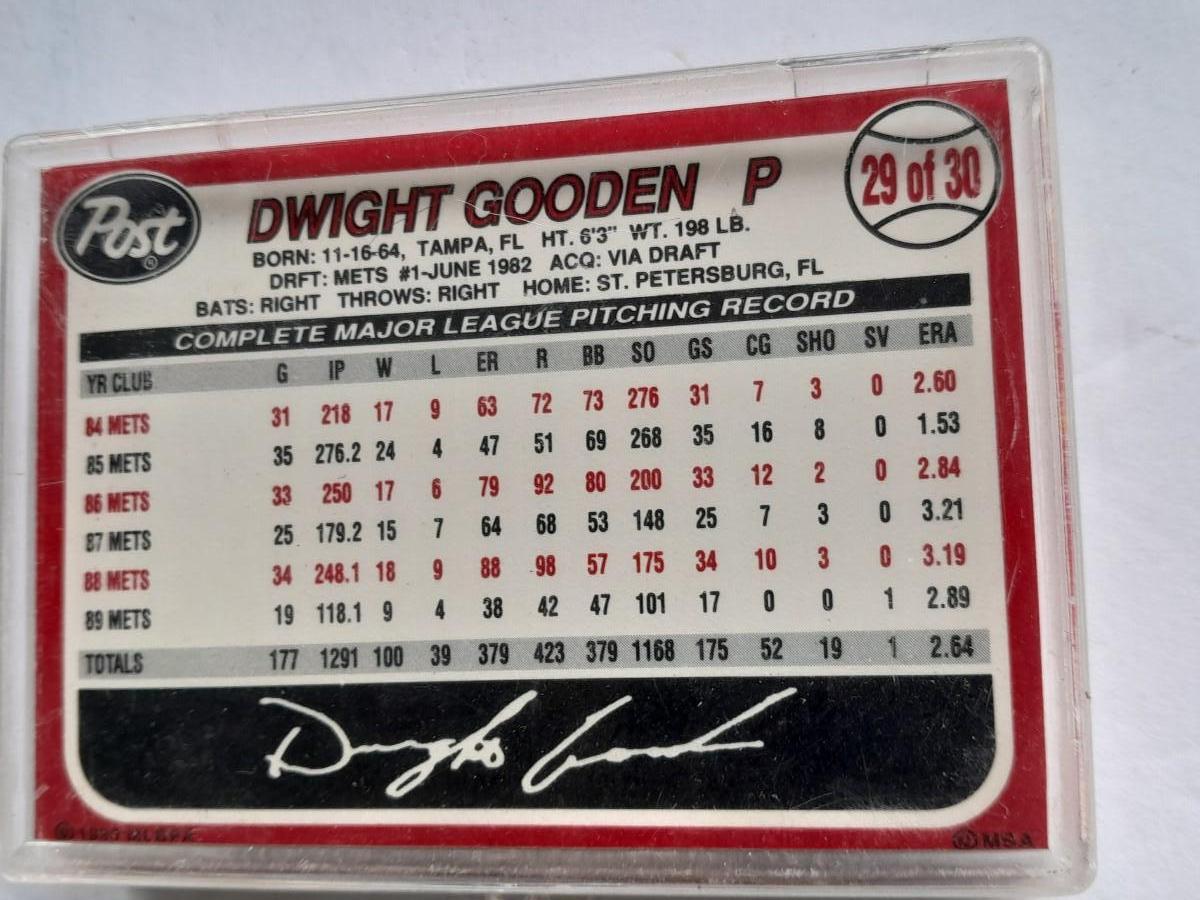 Post ®
DWIGHT GOODEN P
29 of 30
BORN: 11-16-64, TAMPA, FL HT. 6'3" WT. 198 LB.
DRFT: METS #1-JUNE 1982 ACQ: VIA DRAFT
BATS: RIGHT THROWS: RIGHT HOME: ST. PETERSBURG, FL
COMPLETE MAJOR LEAGUE PITCHING RECORD
YR CLUB G IP W L ER R BB SO GS CG SHO SV ERA
84 METS 31 218 17 9 63 72 73 276 31 7 3 0 2.60
85 METS 35 276.2 24 4 47 51 69 268 35 16 8 0 1.53
86 METS 33 250 17 6 79 92 80 200 33 12 2 0 2.84
87 METS 25 179.2 15 7 64 68 53 148 25 7 3 0 3.21
88 METS 34 248.1 18 9 88 98 57 175 34 10 3 0 3.19
89 METS 19 118.1 9 4 38 42 47 101 17 0 0 1 2.89
TOTALS 177 1291 100 39 379 423 379 1168 175 52 19 1 2.64
Dwight Gooden
MSA